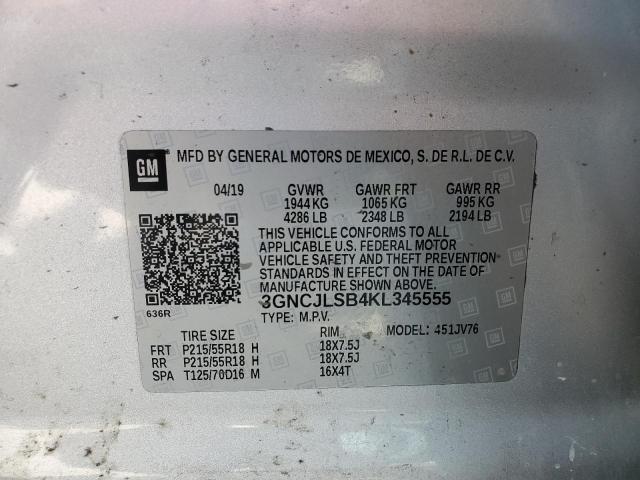 GM
MFD BY GENERAL MOTORS DE MEXICO, S. DE R.L. DE C.V.
04/19 GVWR GAWR FRT GAWR RR
1944 KG 1065 KG 995 KG
4286 LB 2348 LB 2194 LB
THIS VEHICLE CONFORMS TO ALL
APPLICABLE U.S. FEDERAL MOTOR
VEHICLE SAFETY AND THEFT PREVENTION
STANDARDS IN EFFECT ON THE DATE OF
MANUFACTURE SHOWN ABOVE.
3GNCJLSB4KL345555
636R
TYPE: M.P.V.
TIRE SIZE RIM MODEL: 451JV76
FRT P215/55R18 H 18X7.5J
RR P215/55R18 H 18X7.5J
SPA T125/70D16 M 16X4T